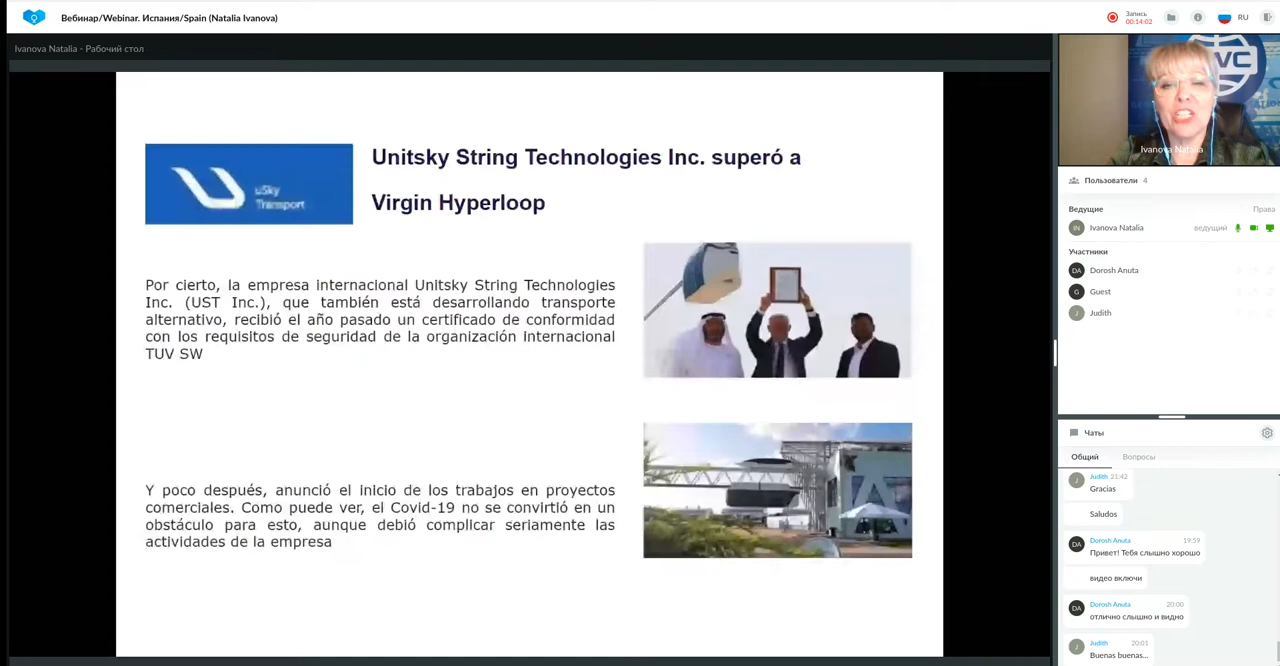 Вебинар/Webinar. Испания/Spain (Natalia Ivanova)
Запись
00:14:02
RU
Ivanova Natalia - Рабочий стол
uSky
Transport
Unitsky String Technologies Inc. superó a
Virgin Hyperloop
Por cierto, la empresa internacional Unitsky String Technologies
Inc. (UST Inc.), que también está desarrollando transporte
alternativo, recibió el año pasado un certificado de conformidad
con los requisitos de seguridad de la organización internacional
TUV SW
Y poco después, anunció el inicio de los trabajos en proyectos
comerciales. Como puede ver, el Covid-19 no se convirtió en un
obstáculo para esto, aunque debió complicar seriamente las
actividades de la empresa
Ivanova Natalia
Пользователи 4
Ведущие Права
IN Ivanova Natalia ведущий
Участники
DA Dorosh Anuta
G Guest
J Judith
Чаты
Общий Вопросы
J Judith 21:42
Gracias
Saludos
DA Dorosh Anuta 19:59
Привет! Тебя слышно хорошо
видео включи
DA Dorosh Anuta 20:00
отлично слышно и видно
J Judith 20:01
Buenas buenas...